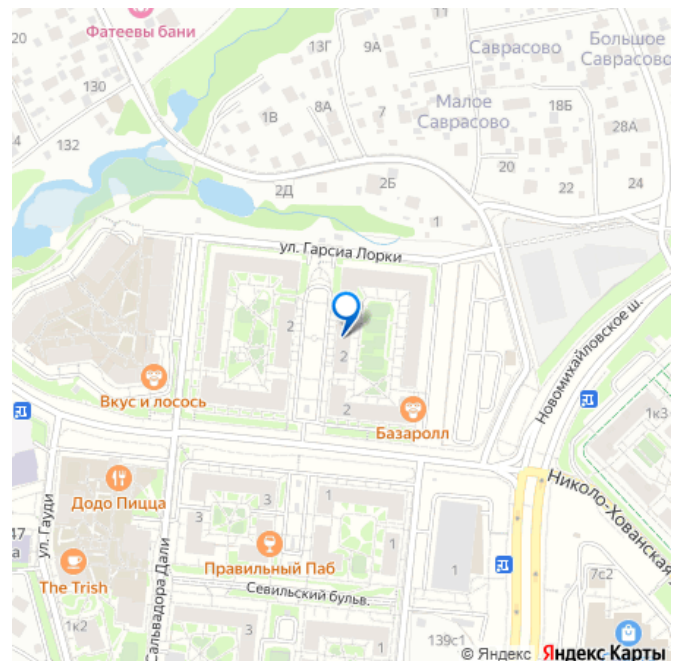 Фатеевы бани
13Г
9А
Саврасово
Большое
Саврасово
130
1В
8А
7
Малое
Саврасово
18Б
28А
4
132
20
2Д
2Б
22
24
1
ул. Гарсиа Лорки
Новомихайловское ш.
2
2
2
Вкус и лосось
Базаролл
1к3
Николо-Хованская
Додо Пицца
3
3
1
47
а
ул. Гауди
Сальвадора Дали
Правильный Паб
1
1
7с2
The Trish
Севильский бульв.
1к2
139с1
© Яндекс Яндекс Карты